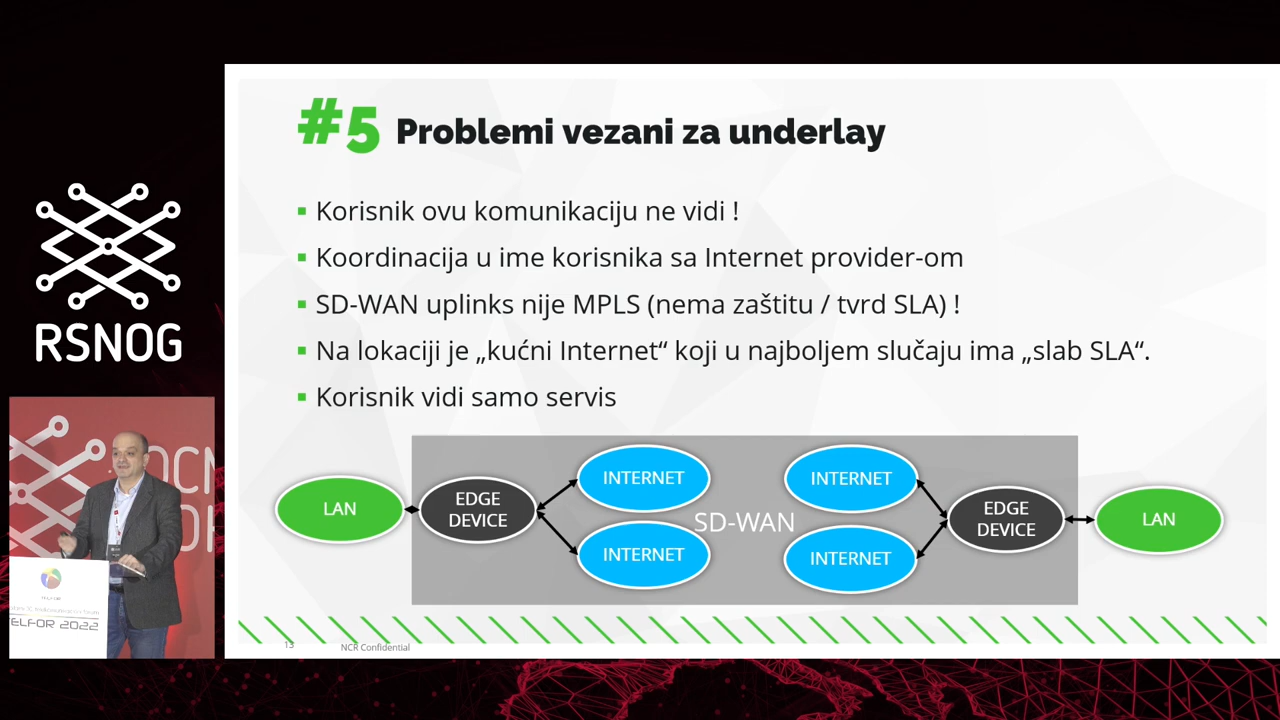 #5 Problemi vezani za underlay
▪ Korisnik ovu komunikaciju ne vidi !
▪ Koordinacija u ime korisnika sa Internet provider-om
▪ SD-WAN uplinks nije MPLS (nema zaštitu / tvrd SLA) !
▪ Na lokaciji je „kućni Internet“ koji u najboljem slučaju ima „slab SLA“.
▪ Korisnik vidi samo servis
LAN
EDGE
DEVICE
INTERNET
INTERNET
SD-WAN
INTERNET
INTERNET
EDGE
DEVICE
LAN
13
NCR Confidential
RSNOG
TELFOR
TELFOR 2022